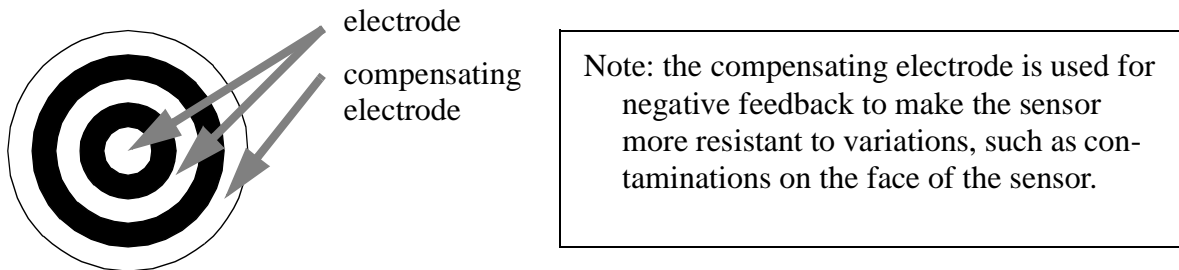 electrode
compensating
electrode
Note: the compensating electrode is used for
negative feedback to make the sensor
more resistant to variations, such as con-
taminations on the face of the sensor.